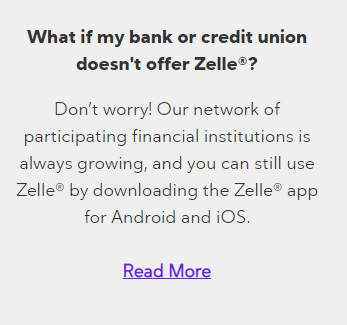 What if my bank or credit union
doesn't offer Zelle®?
Don’t worry! Our network of
participating financial institutions is
always growing, and you can still use
Zelle® by downloading the Zelle® app
for Android and iOS.
Read More